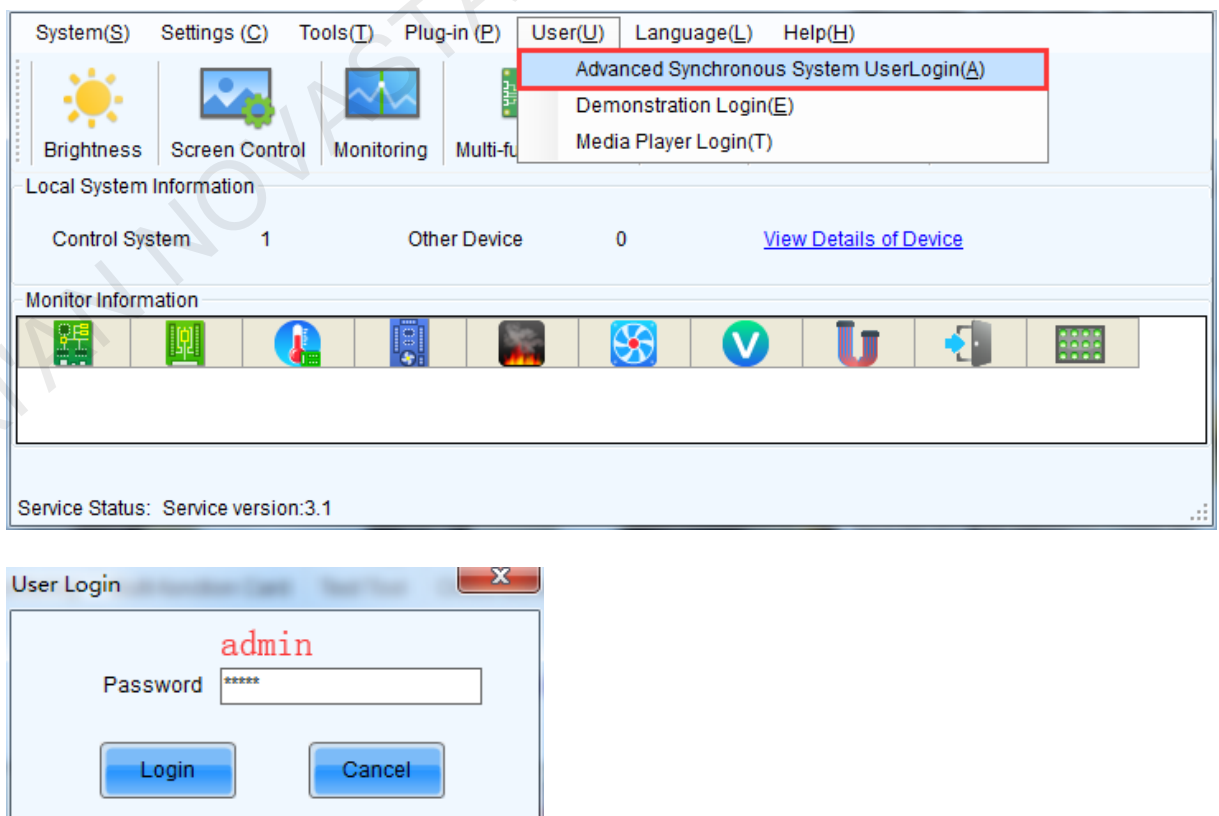 System(S) Settings (C) Tools(T) Plug-in (P) User(U) Language(L) Help(H)
Advanced Synchronous System UserLogin(A)
Demonstration Login(E)
Media Player Login(T)
Brightness Screen Control Monitoring Multi-fu
Local System Information
Control System 1 Other Device 0 View Details of Device
Monitor Information
Service Status: Service version:3.1
User Login
admin
Password *****
Login Cancel